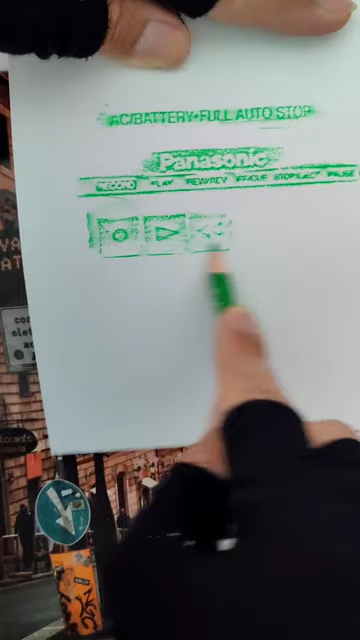 AC/BATTERY•FULL AUTO STOP
Panasonic
RECORD PLAY REW/REV FF/CUE STOP/EJECT PAUSE